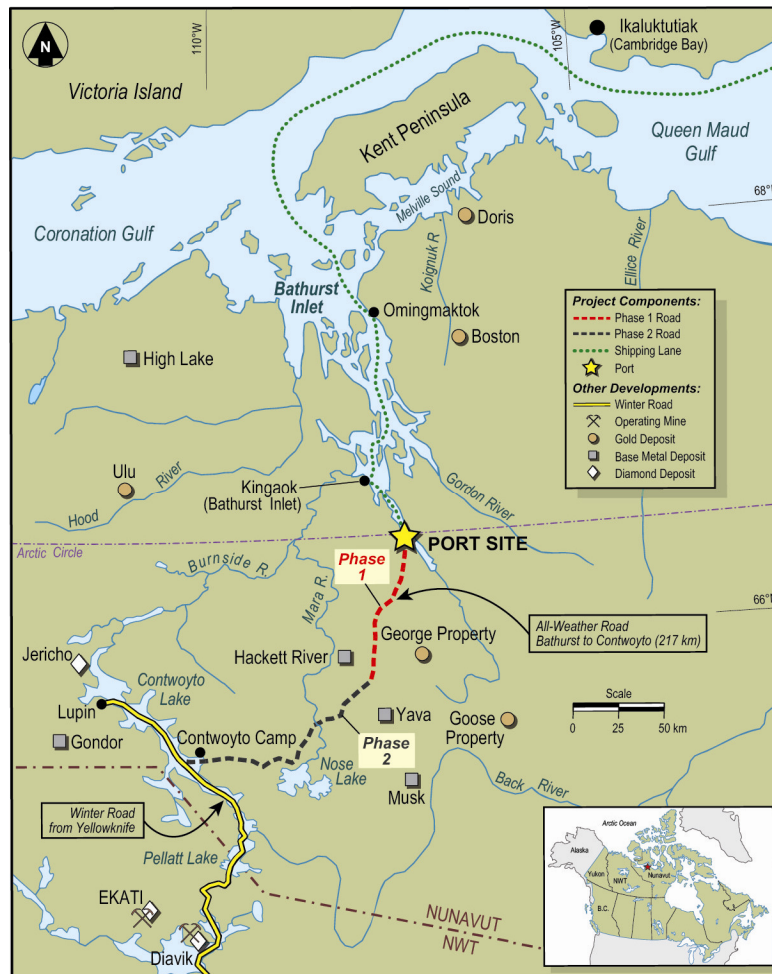 N
110°W
105°W
Ikaluktutiak
(Cambridge Bay)
Victoria Island
Kent Peninsula
Queen Maud
Gulf
68°N
Melville Sound
Doris
Coronation Gulf
Koignuk R.
Ellice River
Bathurst
Inlet
Omingmaktok
Boston
High Lake
Project Components:
Phase 1 Road
Phase 2 Road
Shipping Lane
Port
Other Developments:
Winter Road
Operating Mine
Gold Deposit
Base Metal Deposit
Diamond Deposit
Ulu
Hood River
Kingaok
(Bathurst Inlet)
Gordon River
Arctic Circle
PORT SITE
Burnside R.
Phase
1
Mara R.
66°N
All-Weather Road
Bathurst to Contwoyto (217 km)
George Property
Hackett River
Jericho
Contwoyto
Lake
Lupin
Gondor
Contwoyto Camp
Yava
Goose
Property
Scale
0 25 50 km
Phase
2
Nose
Lake
Musk
Back River
Winter Road
from Yellowknife
Pellatt Lake
EKATI
Diavik
NUNAVUT
NWT
Arctic Ocean
Alaska
Yukon
NWT
Nunavut
B.C.